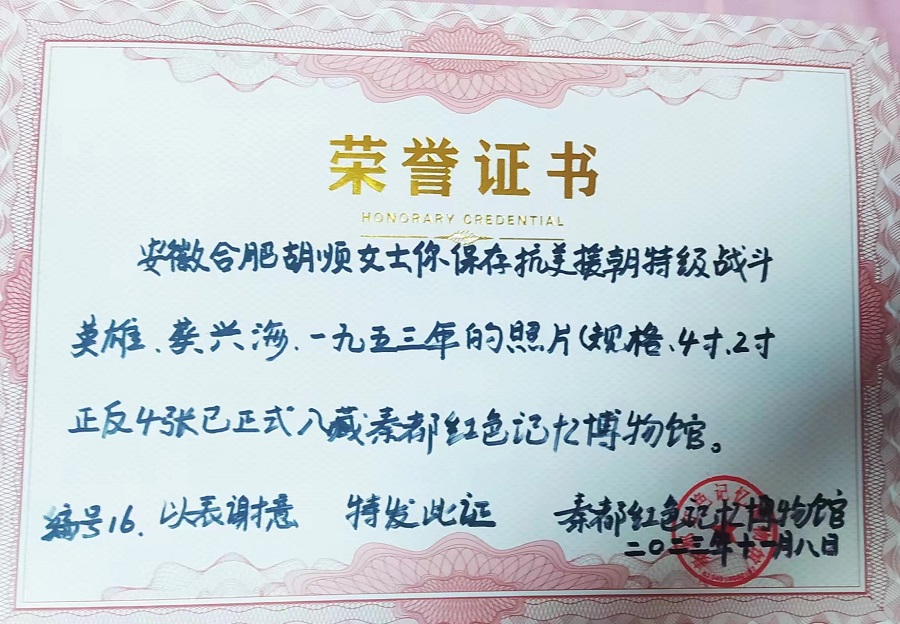 荣誉证书
HONORARY CREDENTIAL
安徽合肥胡顺女士你保存抗美援朝特级战斗
英雄、蔡兴海、一九五三年的照片(规格、4寸、2寸
正反4张已正式入藏秦都红色记忆博物馆。
编号16. 以表谢意 特发此证 秦都红色记忆博物馆
二〇二三年十一月八日